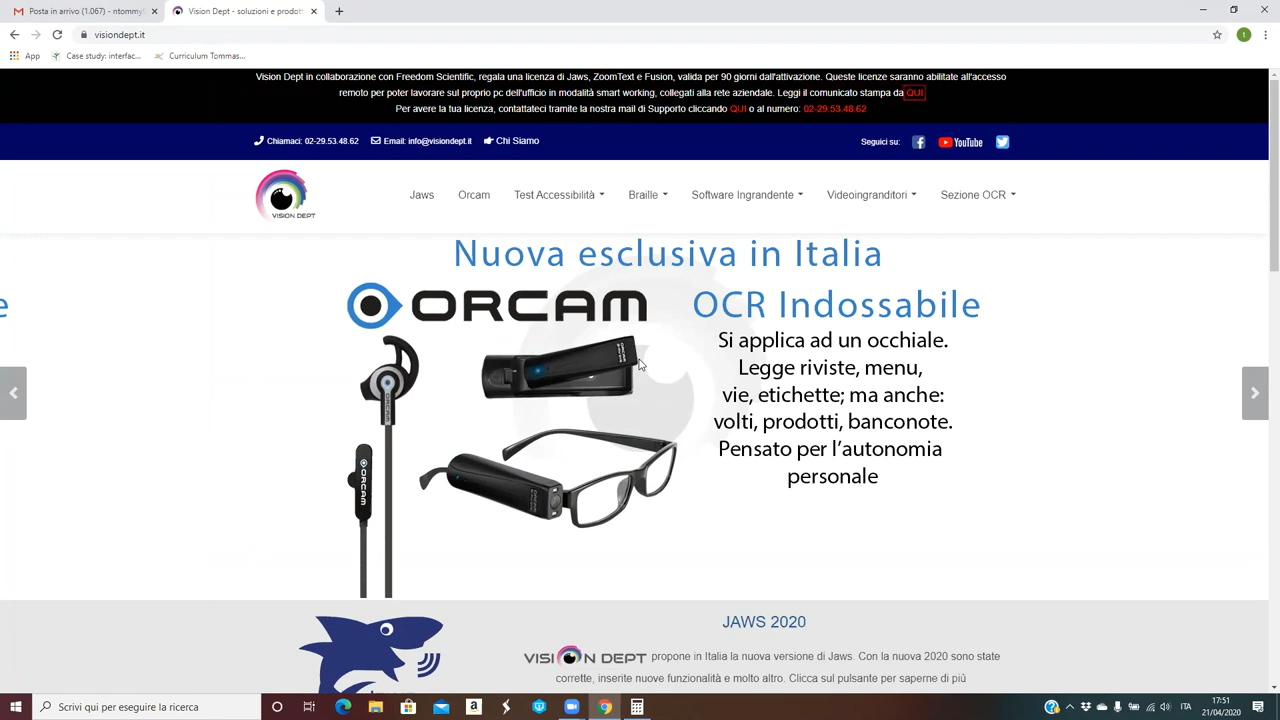 Posta in arrivo (1.067) - ntommyf
Vision Dept - soluzioni e prodott
visiondept.it
App
Case study: interfac...
Curriculum Tommas...
Vision Dept in collaborazione con Freedom Scientific, regala una licenza di Jaws, ZoomText e Fusion, valida per 90 giorni dall'attivazione. Queste licenze saranno abilitate all'accesso
remoto per poter lavorare sul proprio pc dell'ufficio in modalità smart working, collegati alla rete aziendale. Leggi il comunicato stampa da QUI
Per avere la tua licenza, contattateci tramite la nostra mail di Supporto cliccando QUI o al numero: 02-29.53.48.62
Chiamaci: 02-29.53.48.62 Email: info@visiondept.it Chi Siamo
Seguici su: YouTube
VISION DEPT
Jaws Orcam Test Accessibilità Braille Software Ingrandente Videoingranditori Sezione OCR
Nuova esclusiva in Italia
e
ORCAM
OCR Indossabile
Si applica ad un occhiale.
Legge riviste, menu,
vie, etichette; ma anche:
volti, prodotti, banconote.
Pensato per l'autonomia
personale
ORCAM
ORCAM
JAWS 2020
VISION DEPT propone in Italia la nuova versione di Jaws. Con la nuova 2020 sono state
corrette, inserite nuove funzionalità e molto altro. Clicca sul pulsante per saperne di più
Scrivi qui per eseguire la ricerca
ITA
17:51
21/04/2020